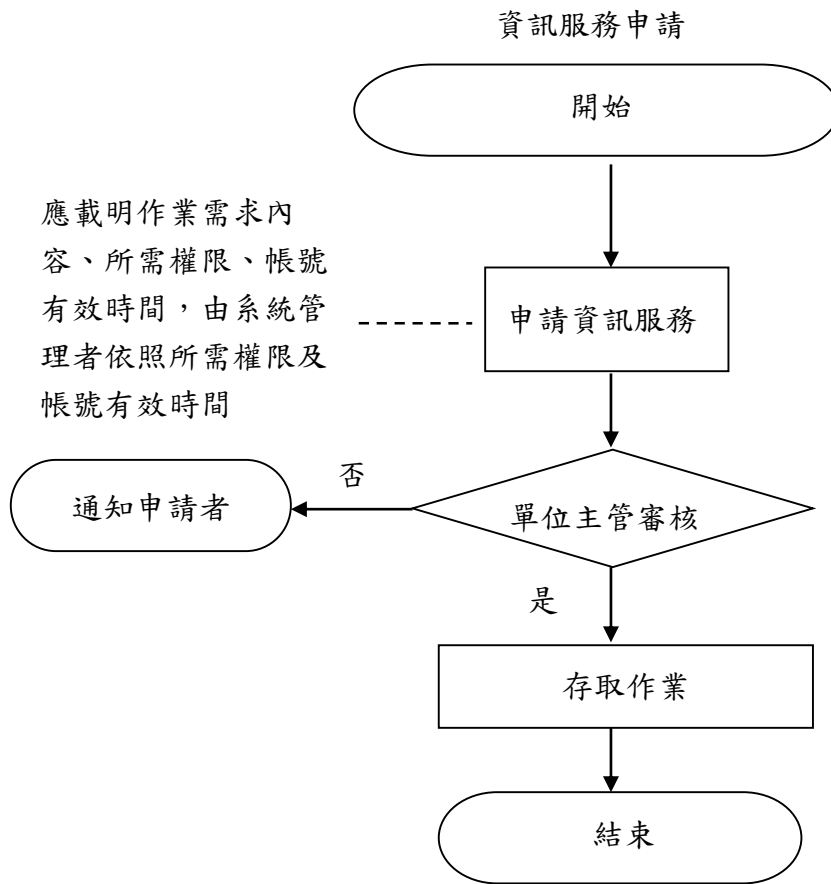 資訊服務申請
開始
應載明作業需求內
容、所需權限、帳號
有效時間，由系統管
理者依照所需權限及
帳號有效時間
申請資訊服務
否
通知申請者
單位主管審核
是
存取作業
結束